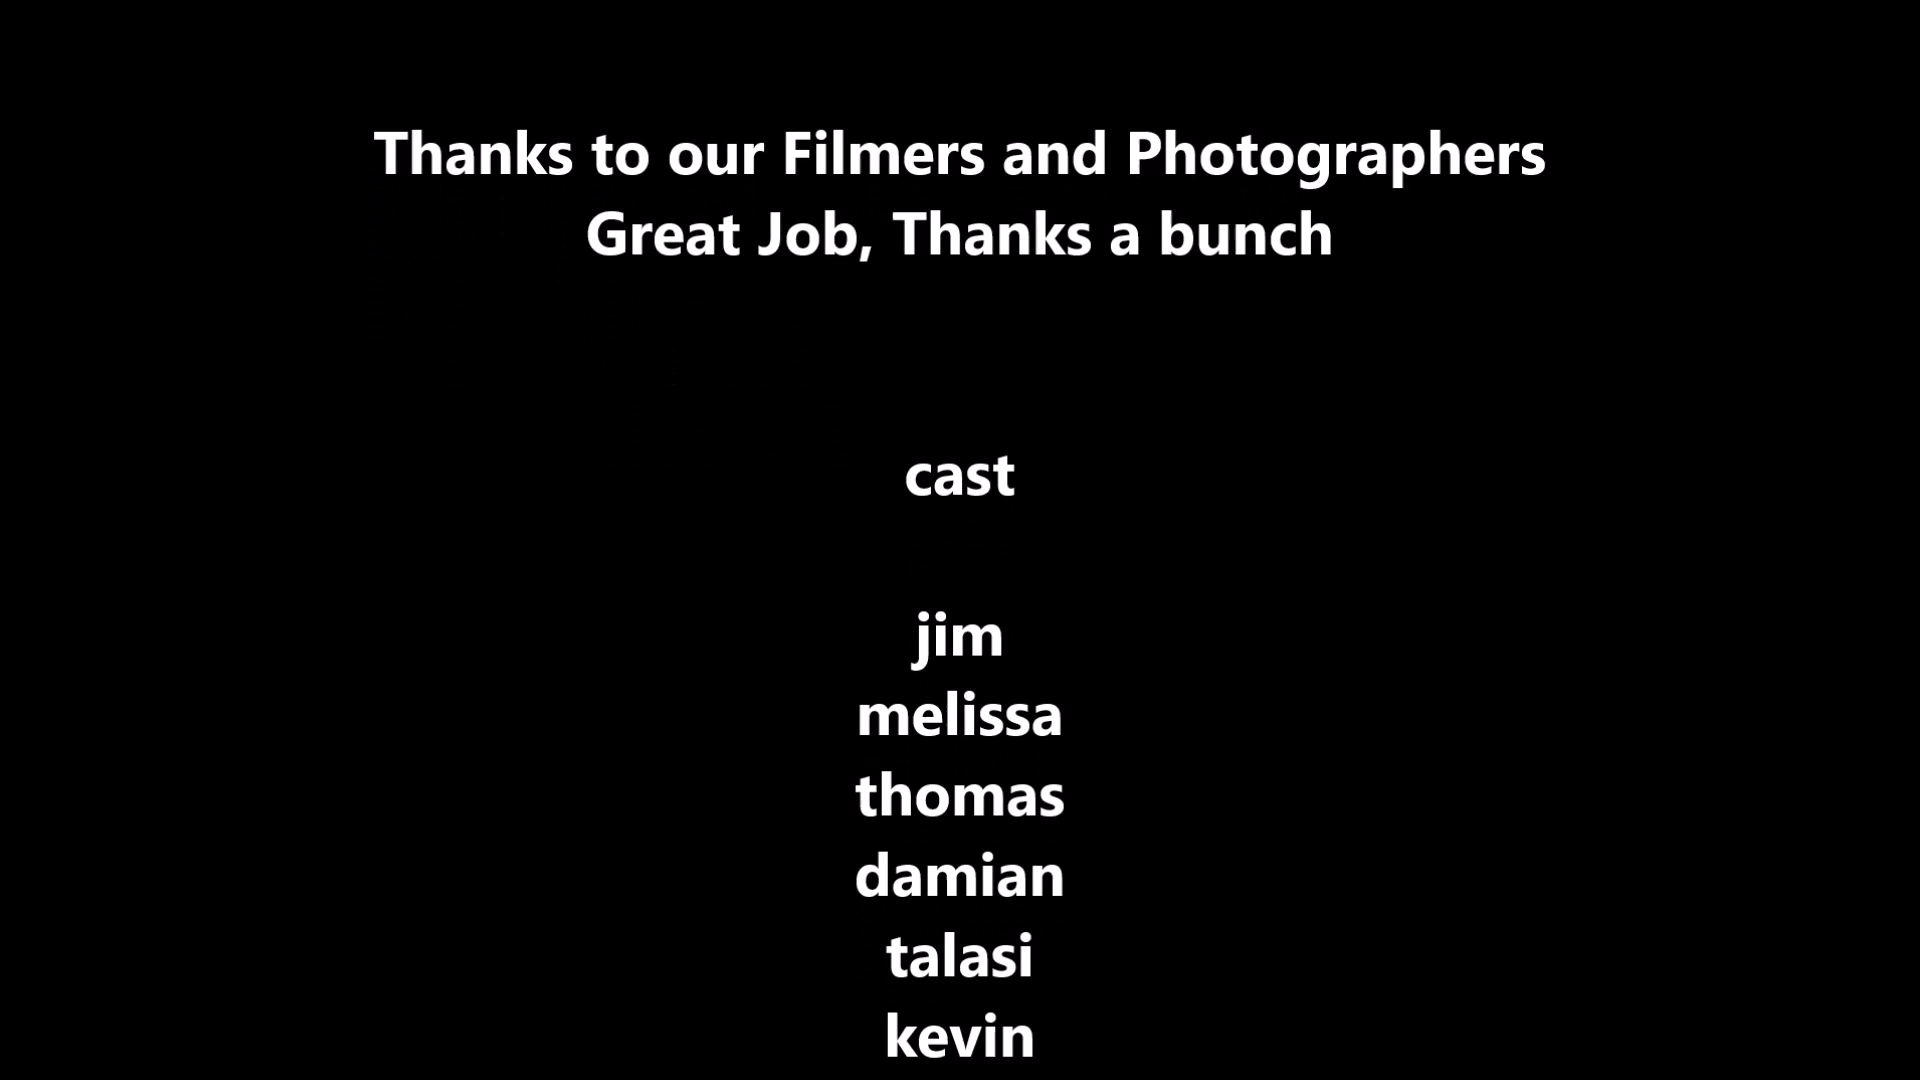 Thanks to our Filmers and Photographers
Great Job, Thanks a bunch
cast
jim
melissa
thomas
damian
talasi
kevin